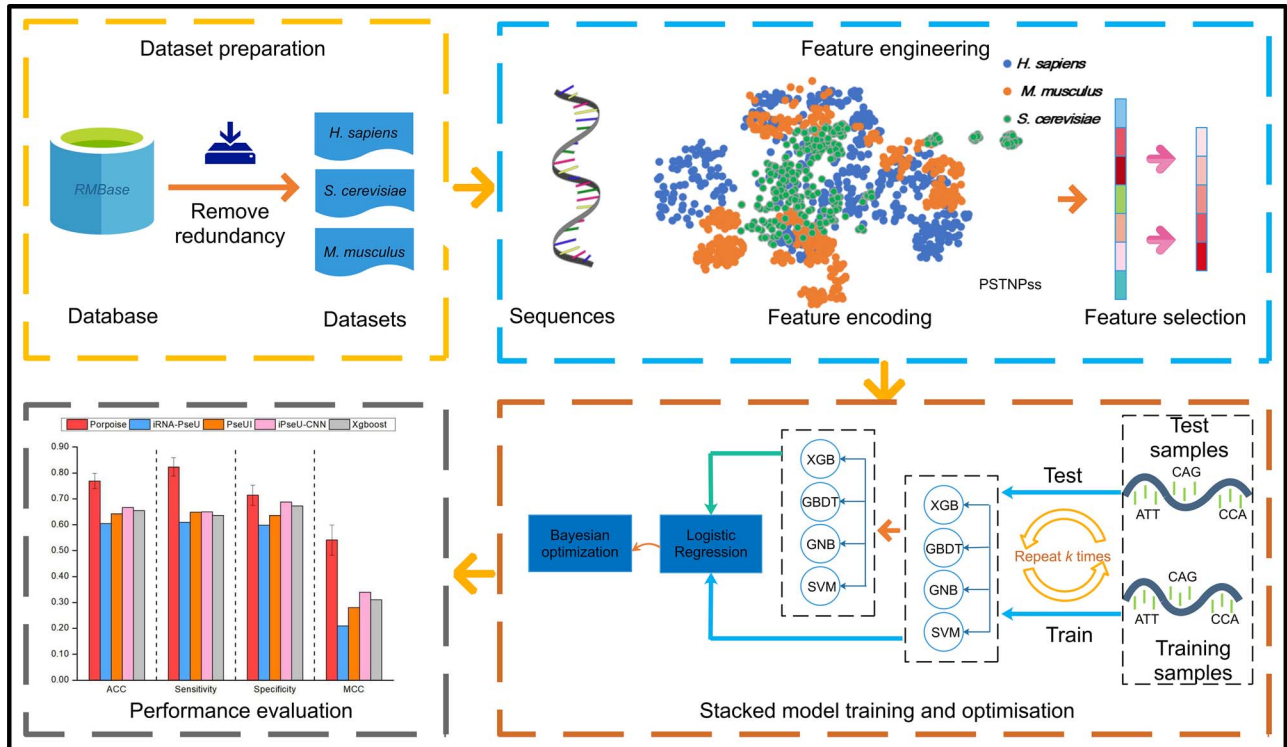 Dataset preparation
RMBase
Remove
redundancy
H. sapiens
S. cerevisiae
M. musculus
Database
Datasets
Feature engineering
H. sapiens
M. musculus
S. cerevisiae
PSTNPss
Sequences
Feature encoding
Feature selection
Porpoise
iRNA-PseU
PseUI
iPseU-CNN
Xgboost
0.90
0.80
0.70
0.60
0.50
0.40
0.30
0.20
0.10
0.00
ACC
Sensitivity
Specificity
MCC
Performance evaluation
Bayesian
optimization
Logistic
Regression
XGB
GBDT
GNB
SVM
XGB
GBDT
GNB
SVM
Test
Repeat k times
Train
Test
samples
CAG
ATT
CCA
CAG
ATT
CCA
Training
samples
Stacked model training and optimisation